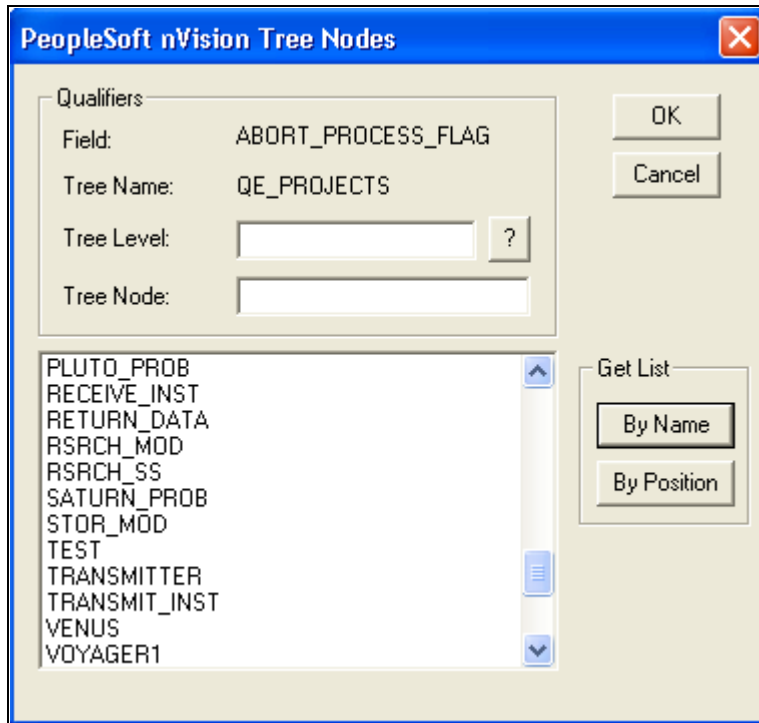 PeopleSoft nVision Tree Nodes
Qualifiers
Field: ABORT_PROCESS_FLAG
Tree Name: QE_PROJECTS
Tree Level: ?
Tree Node:
OK
Cancel
PLUTO_PROB
RECEIVE_INST
RETURN_DATA
RSRCH_MOD
RSRCH_SS
SATURN_PROB
STOR_MOD
TEST
TRANSMITTER
TRANSMIT_INST
VENUS
VOYAGER1
Get List
By Name
By Position